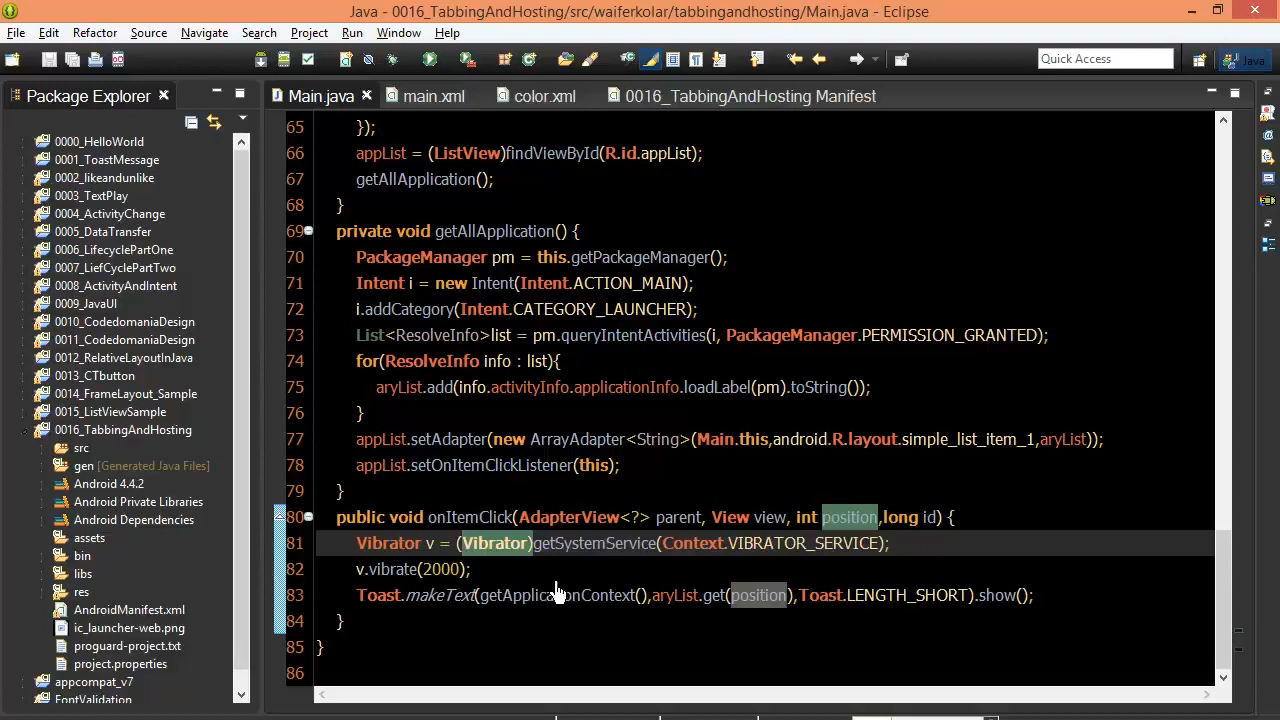 Java - 0016_TabbingAndHosting/src/waiferkolar/tabbingandhosting/Main.java - Eclipse
File Edit Refactor Source Navigate Search Project Run Window Help
Quick Access
Java
Package Explorer
Main.java main.xml color.xml 0016_TabbingAndHosting Manifest
0000_HelloWorld
0001_ToastMessage
0002_likeandunlike
0003_TextPlay
0004_ActivityChange
0005_DataTransfer
0006_LifecyclePartOne
0007_LiefCyclePartTwo
0008_ActivityAndIntent
0009_JavaUI
0010_CodedomaniaDesign
0011_CodedomaniaDesign
0012_RelativeLayoutInJava
0013_CTbutton
0014_FrameLayout_Sample
0015_ListViewSample
0016_TabbingAndHosting
src
gen [Generated Java Files]
Android 4.4.2
Android Private Libraries
Android Dependencies
assets
bin
libs
res
AndroidManifest.xml
ic_launcher-web.png
proguard-project.txt
project.properties
appcompat_v7
FontValidation
65 });
66 appList = (ListView)findViewById(R.id.appList);
67 getAllApplication();
68 }
69 private void getAllApplication() {
70 PackageManager pm = this.getPackageManager();
71 Intent i = new Intent(Intent.ACTION_MAIN);
72 i.addCategory(Intent.CATEGORY_LAUNCHER);
73 List<ResolveInfo>list = pm.queryIntentActivities(i, PackageManager.PERMISSION_GRANTED);
74 for(ResolveInfo info : list){
75 aryList.add(info.activityInfo.applicationInfo.loadLabel(pm).toString());
76 }
77 appList.setAdapter(new ArrayAdapter<String>(Main.this,android.R.layout.simple_list_item_1,aryList));
78 appList.setOnItemClickListener(this);
79 }
80 public void onItemClick(AdapterView<?> parent, View view, int position,long id) {
81 Vibrator v = (Vibrator)getSystemService(Context.VIBRATOR_SERVICE);
82 v.vibrate(2000);
83 Toast.makeText(getApplicationContext(),aryList.get(position),Toast.LENGTH_SHORT).show();
84 }
85 }
86